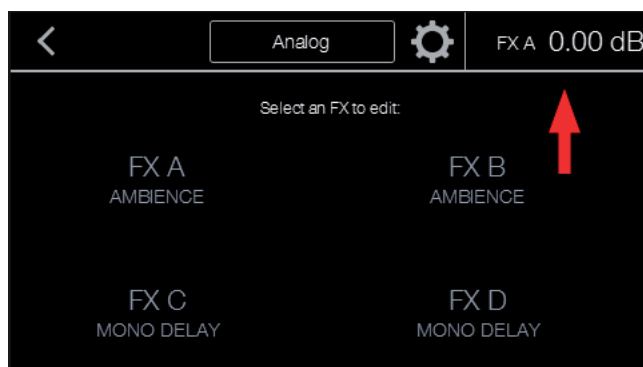 Analog
FX A 0.00 dB
Select an FX to edit:
FX A
AMBIENCE
FX B
AMBIENCE
FX C
MONO DELAY
FX D
MONO DELAY